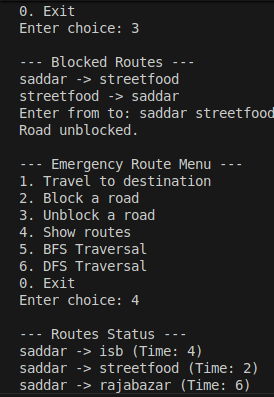 0. Exit
Enter choice: 3
--- Blocked Routes ---
saddar -> streetfood
streetfood -> saddar
Enter from to: saddar streetfood
Road unblocked.
--- Emergency Route Menu ---
1. Travel to destination
2. Block a road
3. Unblock a road
4. Show routes
5. BFS Traversal
6. DFS Traversal
0. Exit
Enter choice: 4
--- Routes Status ---
saddar -> isb (Time: 4)
saddar -> streetfood (Time: 2)
saddar -> rajabazar (Time: 6)